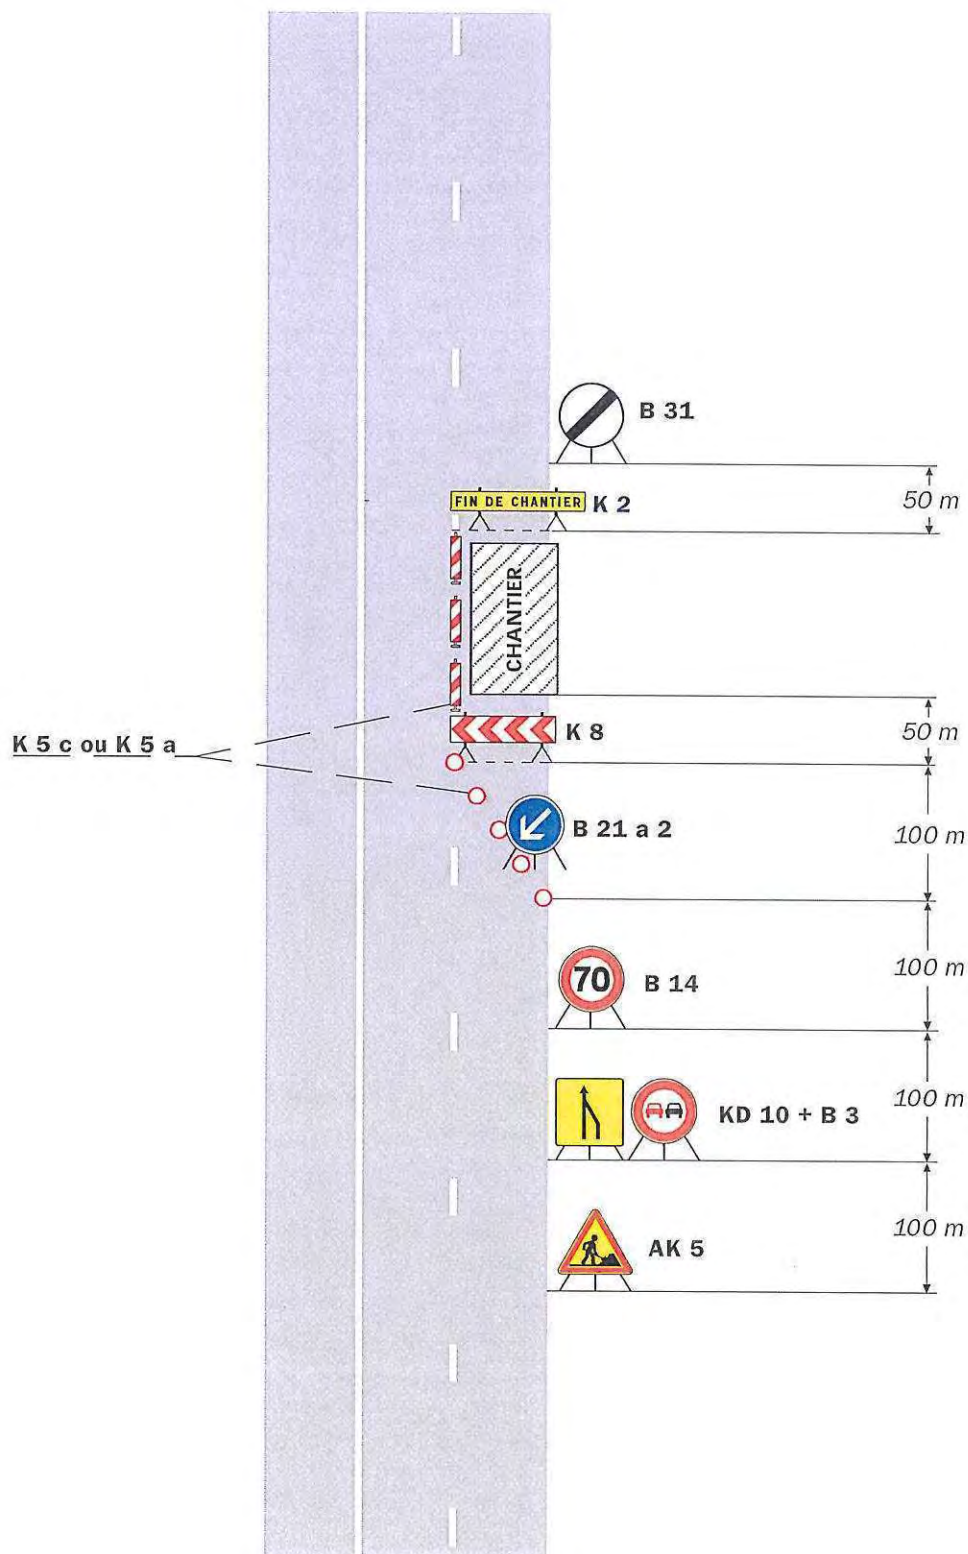 B 31
50 m
FIN DE CHANTIER
K 2
CHANTIER
K 5 c ou K 5 a
K 8
50 m
B 21 a 2
100 m
70
B 14
100 m
KD 10 + B 3
100 m
AK 5
100 m